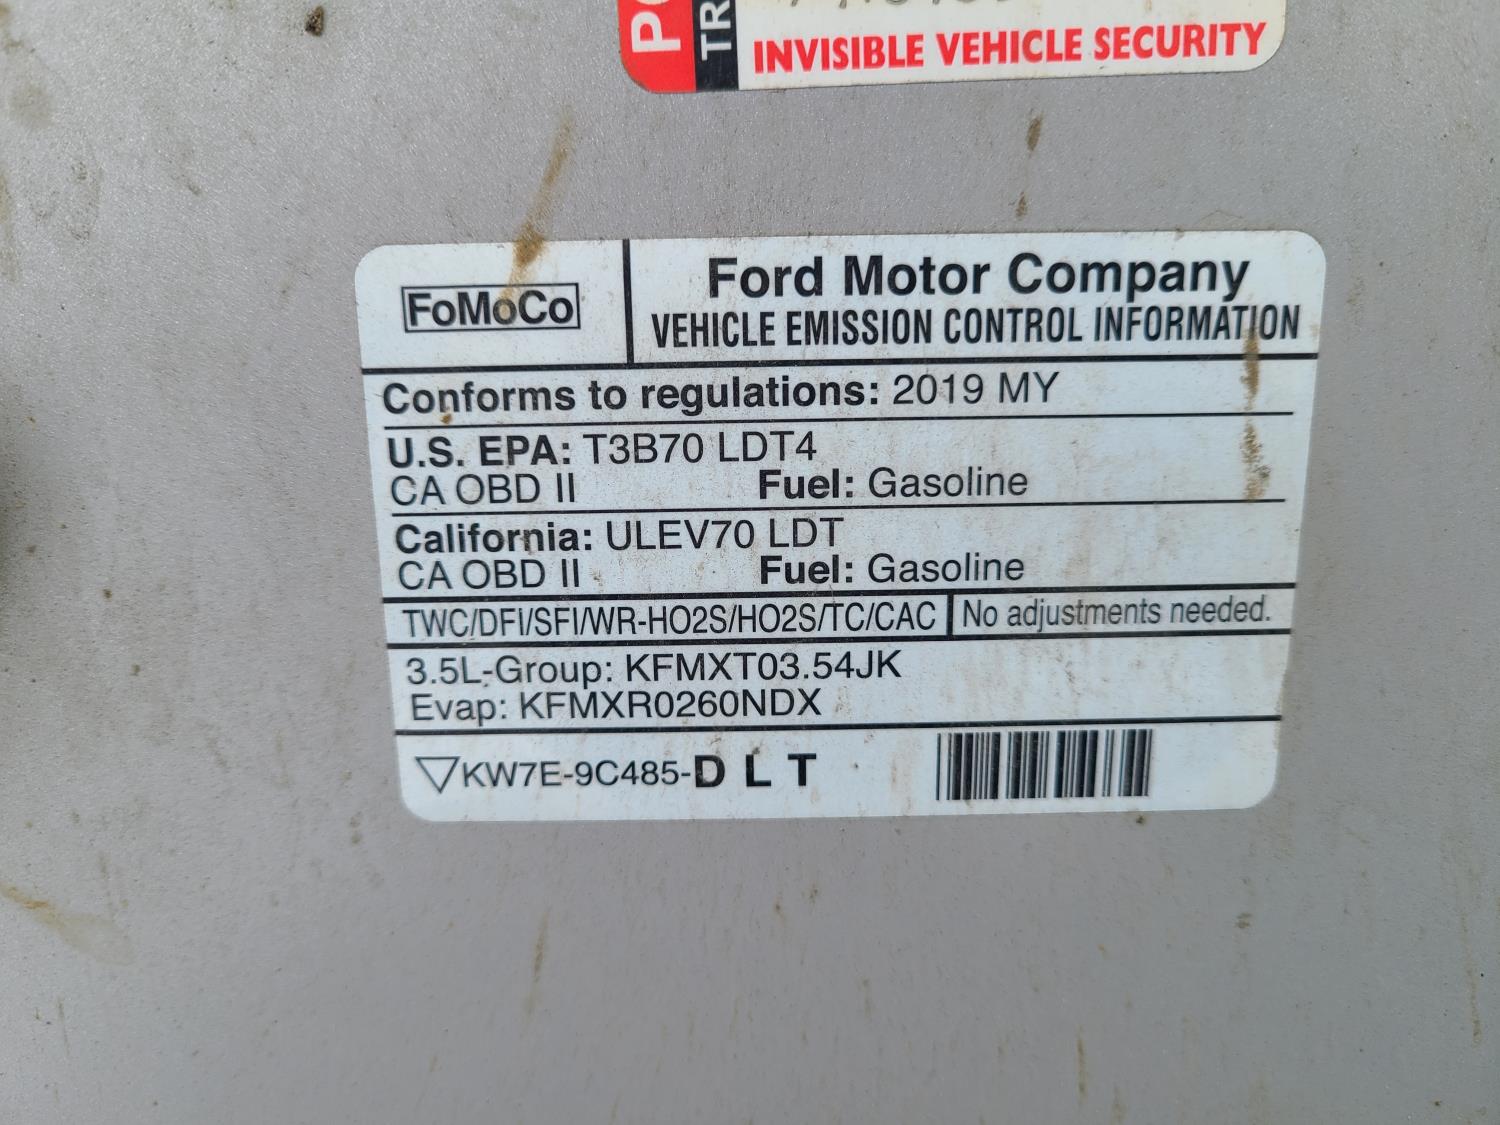 INVISIBLE VEHICLE SECURITY
FoMoCo
Ford Motor Company
VEHICLE EMISSION CONTROL INFORMATION
Conforms to regulations: 2019 MY
U.S. EPA: T3B70 LDT4
CA OBD II Fuel: Gasoline
California: ULEV70 LDT
CA OBD II Fuel: Gasoline
TWC/DFI/SFI/WR-HO2S/HO2S/TC/CAC No adjustments needed.
3.5L-Group: KFMXT03.54JK
Evap: KFMXR0260NDX
KW7E-9C485-D L T